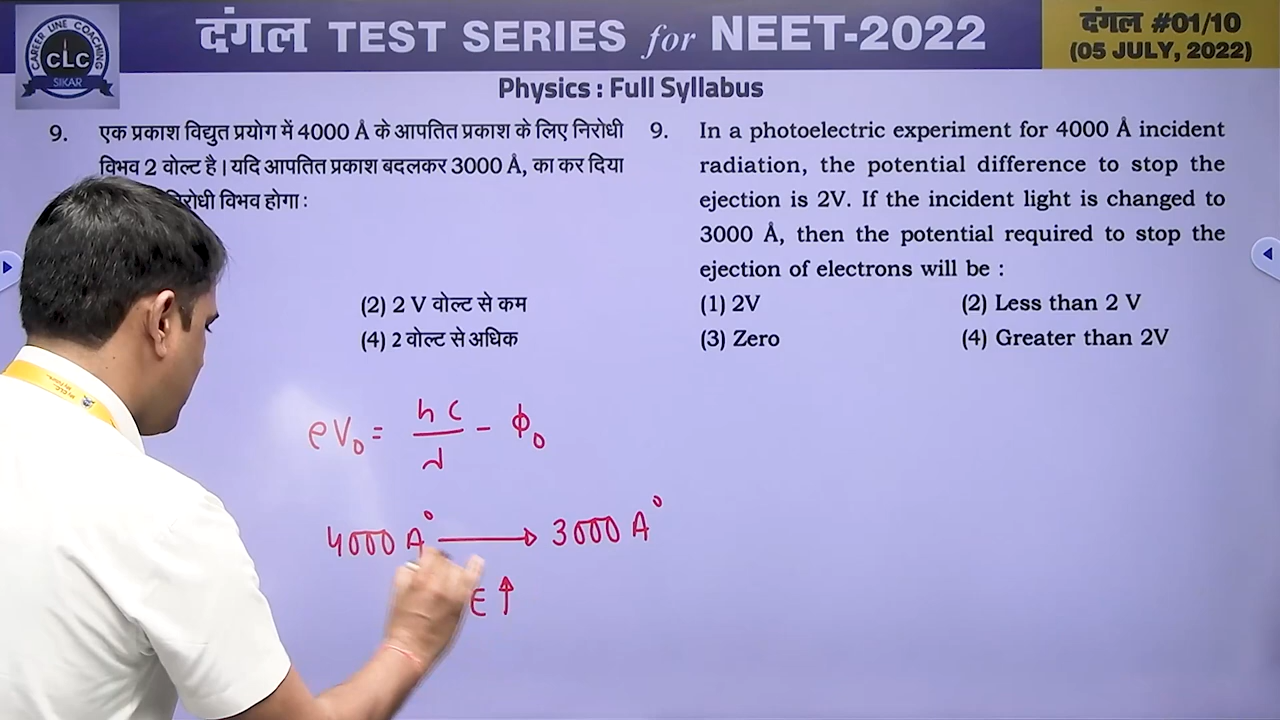 CAREER LINE COACHING
CLC
SIKAR
दंगल TEST SERIES for NEET-2022
दंगल #01/10
(05 JULY, 2022)
Physics : Full Syllabus
9. एक प्रकाश विद्युत प्रयोग में 4000 Å के आपतित प्रकाश के लिए निरोधी
विभव 2 वोल्ट है। यदि आपतित प्रकाश बदलकर 3000 Å, का कर दिया
विभव होगा :
(2) 2 V वोल्ट से कम
(4) 2 वोल्ट से अधिक
9. In a photoelectric experiment for 4000 Å incident
radiation, the potential difference to stop the
ejection is 2V. If the incident light is changed to
3000 Å, then the potential required to stop the
ejection of electrons will be :
(1) 2V (2) Less than 2 V
(3) Zero (4) Greater than 2V
eV₀ = hc/λ - ϕ₀
4000 A° → 3000 A°
E ↑